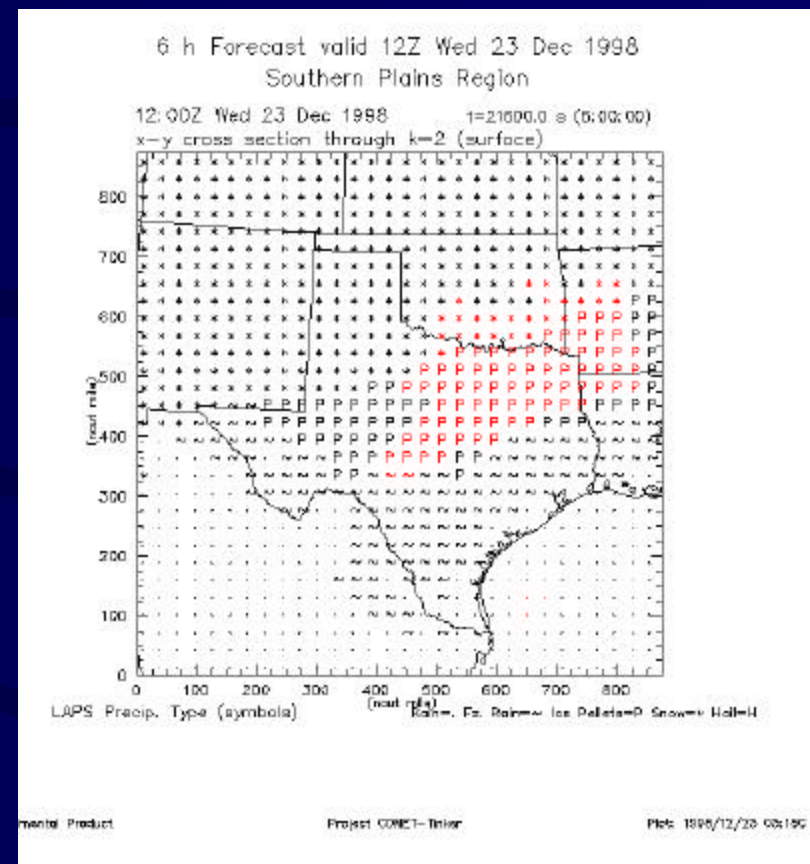 6 h Forecast valid 12Z Wed 23 Dec 1998
Southern Plains Region
12:00Z Wed 23 Dec 1998 t=21600.0 s (6:00:00)
x-y cross section through k=2 (surface)
800
700
600
500
400
300
200
100
0
(naut mile)
0 100 200 300 400 500 600 700 800
(naut mile)
LAPS Precip. Type (symbols) Rain=. Fz. Rain=~ Ice Pellets=P Snow=* Hail=H
mental Product Project COMET-Tinker Plot: 1998/12/23